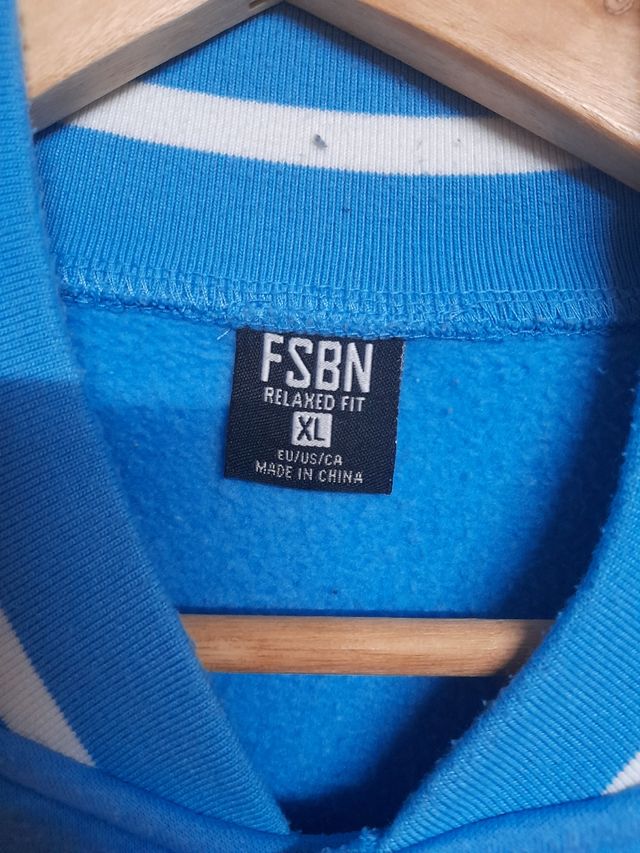 FSBN
RELAXED FIT
XL
EU/US/CA
MADE IN CHINA